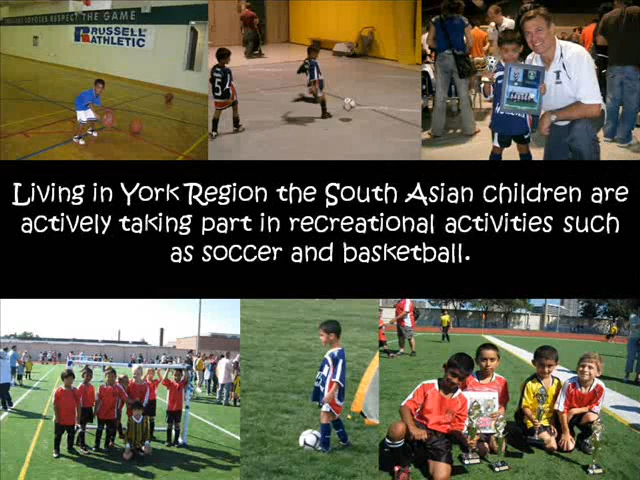 RESPECT THE GAME
RUSSELL
ATHLETIC
5
Living in York Region the South Asian children are
actively taking part in recreational activities such
as soccer and basketball.